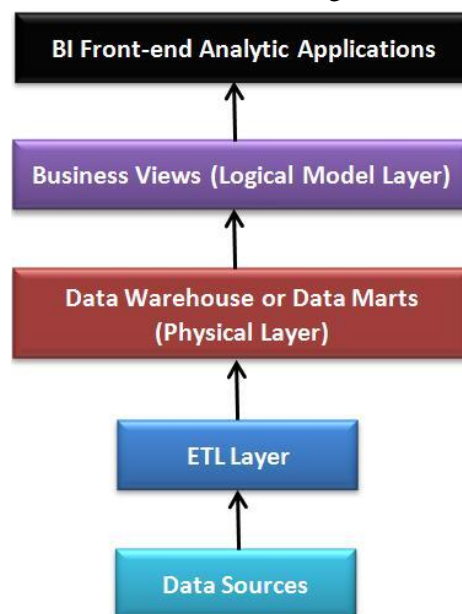 BI Front-end Analytic Applications
Business Views (Logical Model Layer)
Data Warehouse or Data Marts
(Physical Layer)
ETL Layer
Data Sources